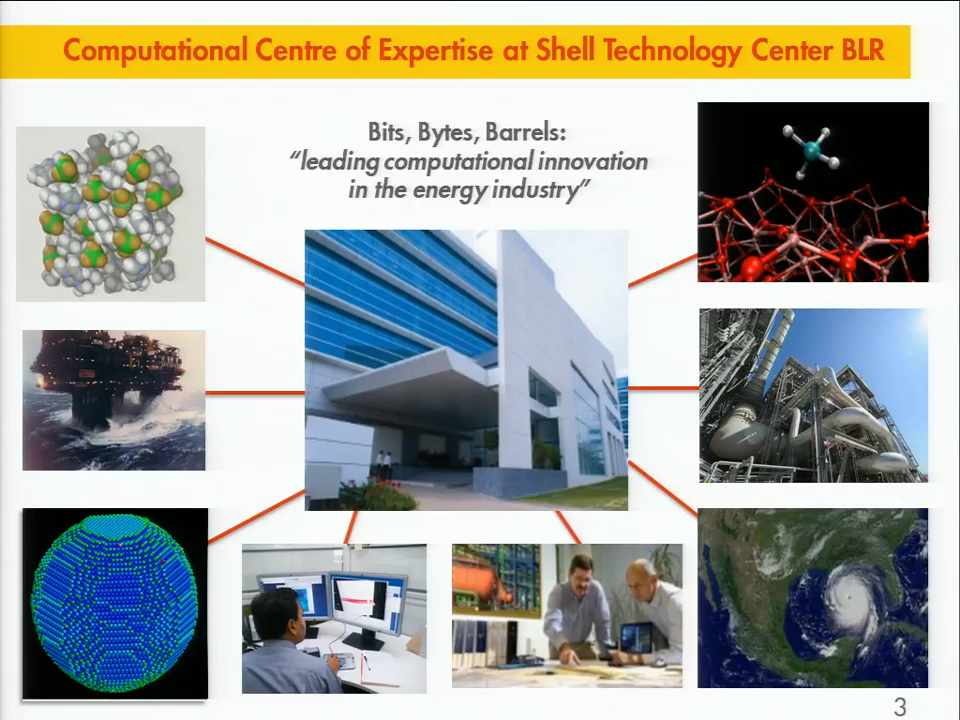 Computational Centre of Expertise at Shell Technology Center BLR
Bits, Bytes, Barrels:
“leading computational innovation
in the energy industry”
3